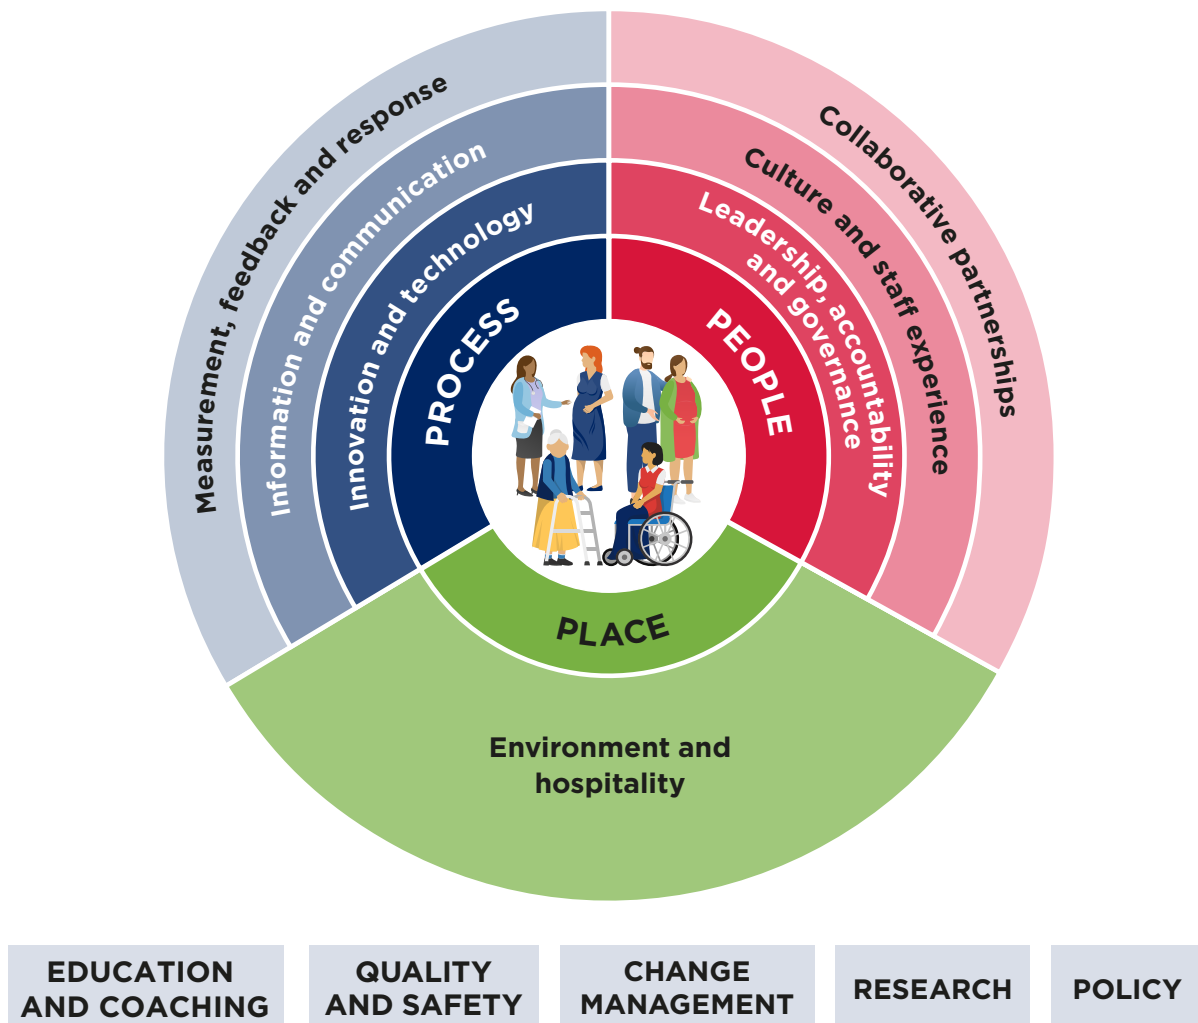 Measurement, feedback and response
Information and communication
Innovation and technology
PROCESS
Collaborative partnerships
Culture and staff experience
Leadership, accountability
and governance
PEOPLE
PLACE
Environment and
hospitality
EDUCATION
AND COACHING
QUALITY
AND SAFETY
CHANGE
MANAGEMENT
RESEARCH
POLICY